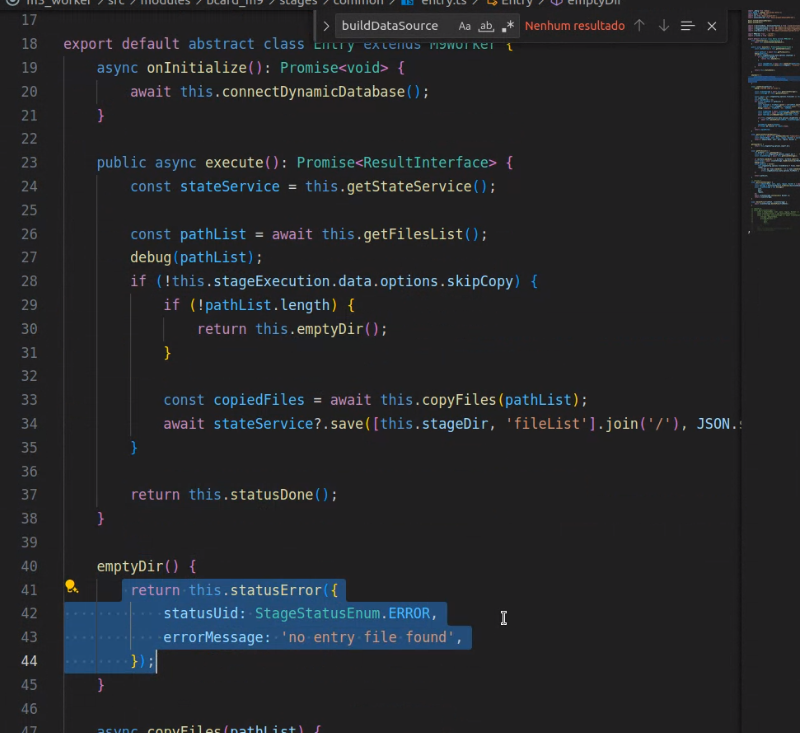 m3_worker > src > modules > bcard_m9 > stages > common > entry.ts > Entry > emptyDir
buildDataSource Aa ab .* Nenhum resultado
17
18 export default abstract class Entry extends M9Worker {
19 async onInitialize(): Promise<void> {
20 await this.connectDynamicDatabase();
21 }
22
23 public async execute(): Promise<ResultInterface> {
24 const stateService = this.getStateService();
25
26 const pathList = await this.getFilesList();
27 debug(pathList);
28 if (!this.stageExecution.data.options.skipCopy) {
29 if (!pathList.length) {
30 return this.emptyDir();
31 }
32
33 const copiedFiles = await this.copyFiles(pathList);
34 await stateService?.save([this.stageDir, 'fileList'].join('/'), JSON.s
35 }
36
37 return this.statusDone();
38 }
39
40 emptyDir() {
41 return this.statusError({
42 statusUid: StageStatusEnum.ERROR,
43 errorMessage: 'no entry file found',
44 });
45 }
46
47 async copyFiles(pathList) {